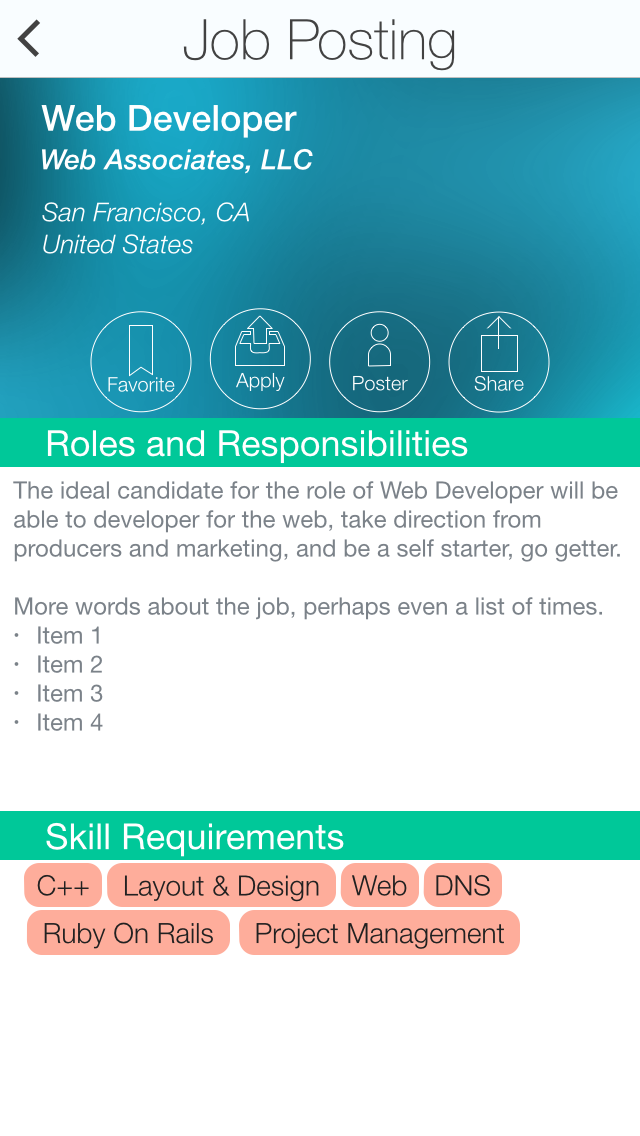 Job Posting
Web Developer
Web Associates, LLC
San Francisco, CA
United States
Favorite Apply Poster Share
Roles and Responsibilities
The ideal candidate for the role of Web Developer will be
able to developer for the web, take direction from
producers and marketing, and be a self starter, go getter.
More words about the job, perhaps even a list of times.
• Item 1
• Item 2
• Item 3
• Item 4
Skill Requirements
C++ Layout & Design Web DNS
Ruby On Rails Project Management